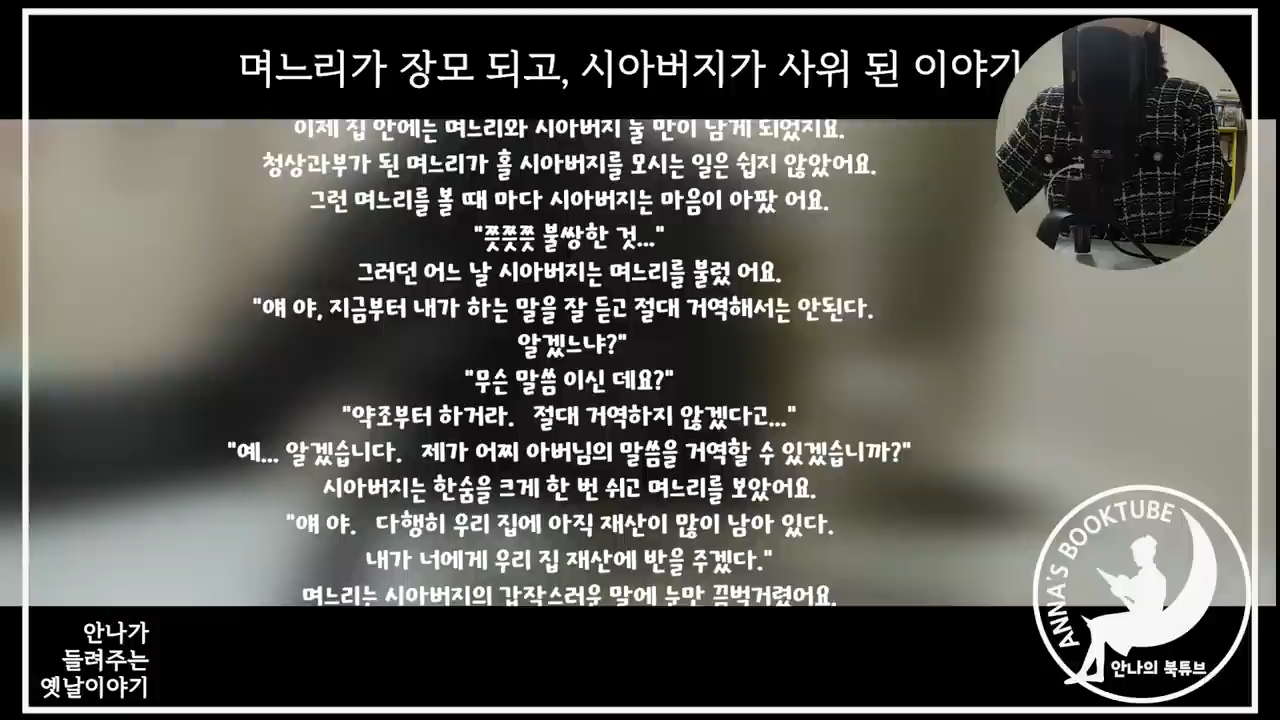 며느리가 장모 되고, 시아버지가 사위 된 이야기
이제 집 안에는 며느리와 시아버지 둘 만이 남게 되었지요.
청상과부가 된 며느리가 홀 시아버지를 모시는 일은 쉽지 않았어요.
그런 며느리를 볼 때 마다 시아버지는 마음이 아팠 어요.
"쯧쯧쯧 불쌍한 것..."
그러던 어느 날 시아버지는 며느리를 불렀 어요.
"얘 야, 지금부터 내가 하는 말을 잘 듣고 절대 거역해서는 안된다.
알겠느냐?"
"무슨 말씀 이신 데요?"
"약조부터 하거라. 절대 거역하지 않겠다고..."
"예... 알겠습니다. 제가 어찌 아버님의 말씀을 거역할 수 있겠습니까?"
시아버지는 한숨을 크게 한 번 쉬고 며느리를 보았어요.
"얘 야. 다행히 우리 집에 아직 재산이 많이 남아 있다.
내가 너에게 우리 집 재산에 반을 주겠다."
며느리는 시아버지의 갑작스러운 말에 눈만 끔벅거렸어요.
안나가
들려주는
옛날이야기
ANNA'S BOOKTUBE
안나의 북튜브